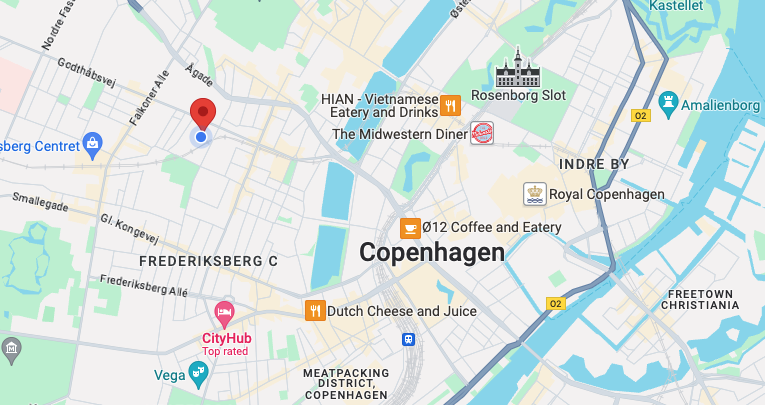 Kastellet
Nordre Fass
Øste
Godthåbsvej
Falkoner Alle
Ågade
Rosenborg Slot
HIAN - Vietnamese
Eatery and Drinks
O2
Amalienborg
The Midwestern Diner
sberg Centret
INDRE BY
Royal Copenhagen
Smallegade
Gl. Kongevej
Ø12 Coffee and Eatery
Copenhagen
FREDERIKSBERG C
Frederiksberg Allé
FREETOWN
CHRISTIANIA
O2
Dutch Cheese and Juice
CityHub
Top rated
Vega
MEATPACKING
DISTRICT,
COPENHAGEN